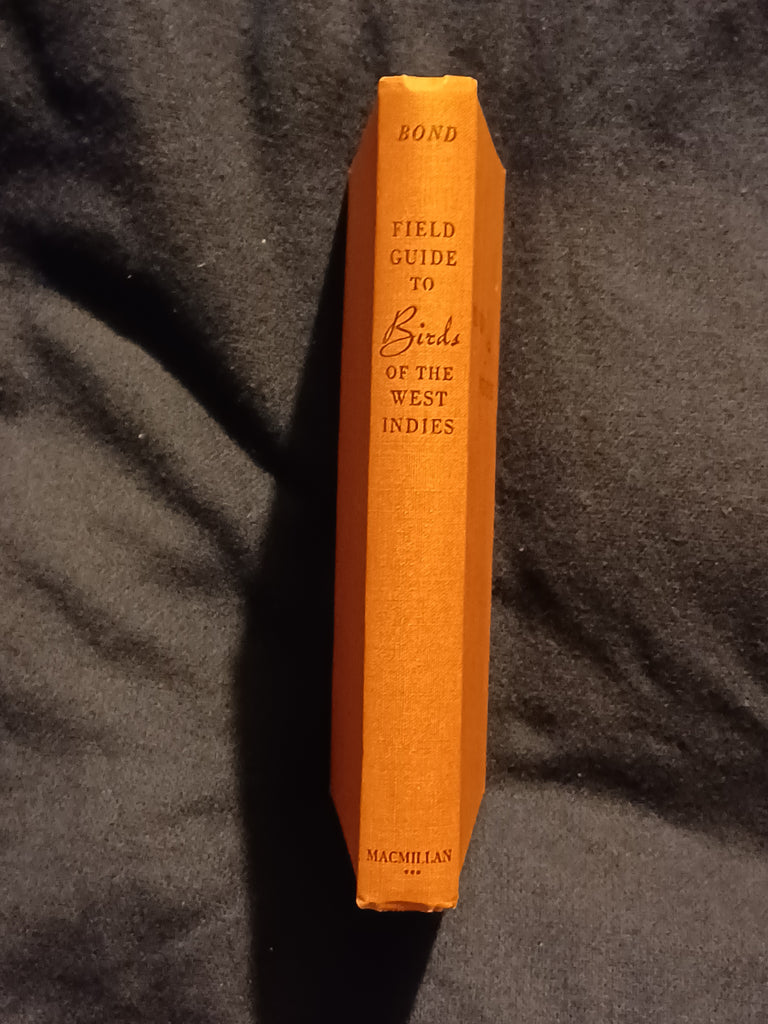 BOND
FIELD
GUIDE
TO
Birds
OF THE
WEST
INDIES
MACMILLAN